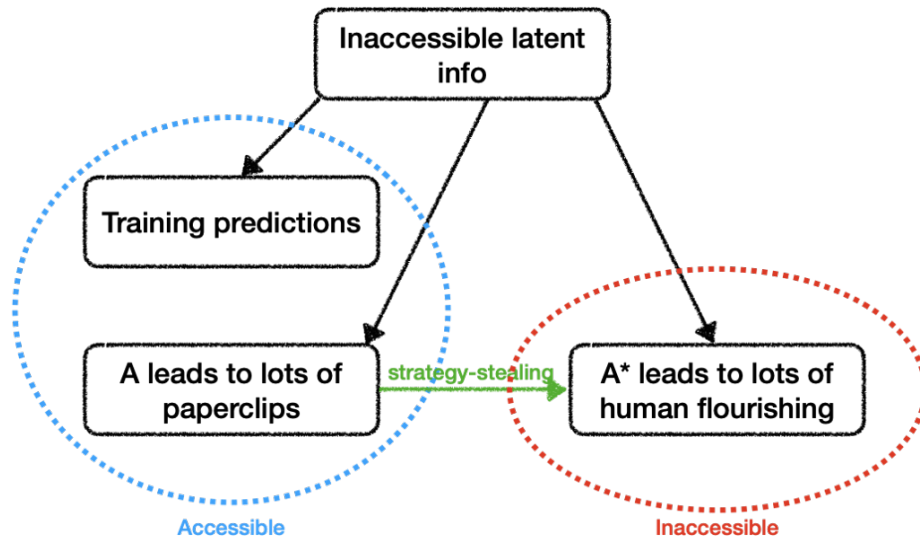 Inaccessible latent
info
Training predictions
A leads to lots of
paperclips
strategy-stealing
A* leads to lots of
human flourishing
Accessible
Inaccessible